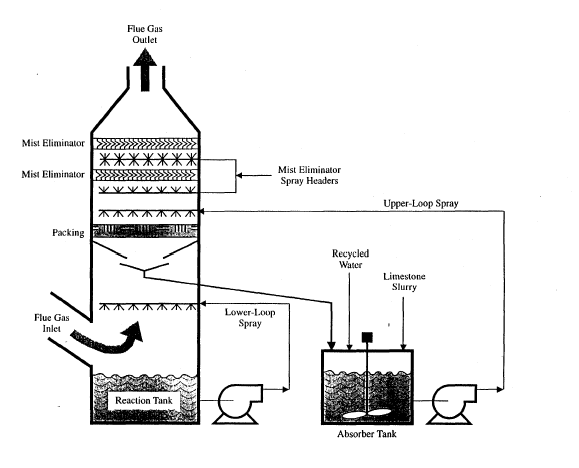 Flue Gas
Outlet
Mist Eliminator
Mist Eliminator
Mist Eliminator
Spray Headers
Upper-Loop Spray
Packing
Recycled
Water
Limestone
Slurry
Flue Gas
Inlet
Lower-Loop
Spray
Reaction Tank
Absorber Tank